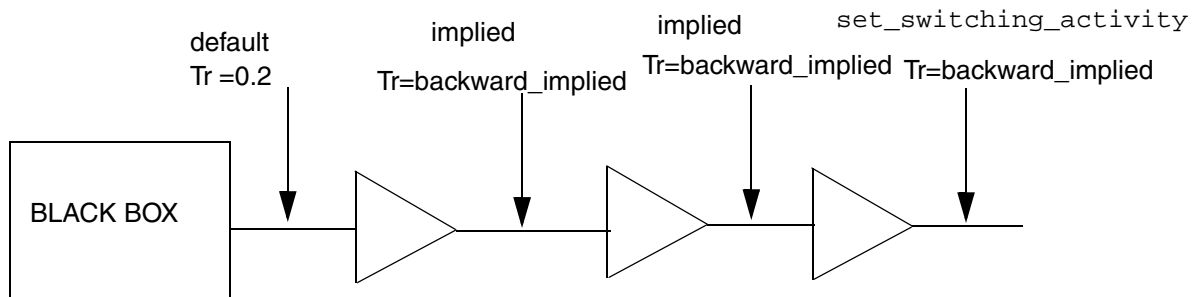 default
Tr =0.2
implied
Tr=backward_implied
implied
Tr=backward_implied
set_switching_activity
Tr=backward_implied
BLACK BOX